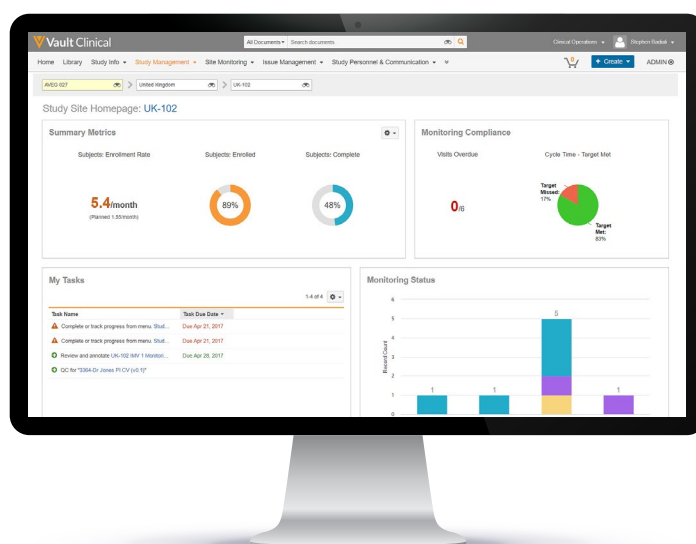 Vault Clinical
All Documents Search documents
Clinical Operations
Home Library Study Info Study Management Site Monitoring Issue Management Study Personnel & Communication
0
+ Create ADMIN
AVEG 027 > United Kingdom > UK-102
Study Site Homepage: UK-102
Summary Metrics
Subjects: Enrollment Rate Subjects: Enrolled Subjects: Complete
5.4/month
(Planned 1.55/month)
89%
48%
Monitoring Compliance
Visits Overdue Cycle Time - Target Met
0/6
Target
Missed:
17%
Target
Met:
83%
My Tasks
1-4 of 4
Task Name Task Due Date
Complete or track progress from menu. Stud... Due Apr 21, 2017
Complete or track progress from menu. Stud... Due Apr 21, 2017
Review and annotate UK-102 IMV 1 Monitori... Due Apr 28, 2017
QC for "3364-Dr Jones PI CV (v0.1)"
Monitoring Status
Record Count
6
5
4
3
2
1
0
1 1 5 1